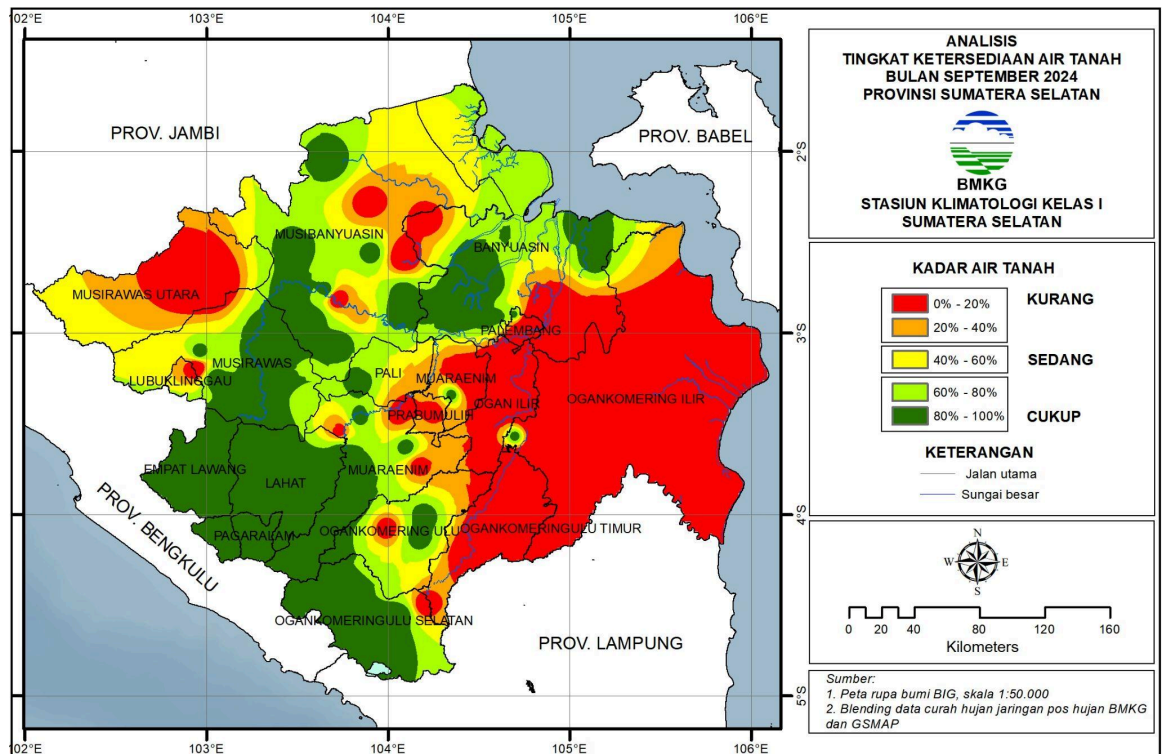 102°E
103°E
104°E
105°E
106°E
PROV. JAMBI
PROV. BABEL
2°S
MUSIBANYUASIN
BANYUASIN
MUSIRAWAS UTARA
PALEMBANG
3°S
MUSIRAWAS
LUBUKLINGGAU
PALI
MUARAENIM
OGAN ILIR
OGANKOMERING ILIR
PRABUMULIH
EMPAT LAWANG
LAHAT
MUARAENIM
4°S
PAGARALAM
OGANKOMERING ULU
OGANKOMERINGULU TIMUR
PROV. BENGKULU
OGANKOMERINGULU SELATAN
PROV. LAMPUNG
5°S
102°E
103°E
104°E
105°E
106°E
ANALISIS
TINGKAT KETERSEDIAAN AIR TANAH
BULAN SEPTEMBER 2024
PROVINSI SUMATERA SELATAN
BMKG
STASIUN KLIMATOLOGI KELAS I
SUMATERA SELATAN
KADAR AIR TANAH
0% - 20% KURANG
20% - 40%
40% - 60% SEDANG
60% - 80%
80% - 100% CUKUP
KETERANGAN
Jalan utama
Sungai besar
N
W E
S
0 20 40 80 120 160
Kilometers
Sumber:
1. Peta rupa bumi BIG, skala 1:50.000
2. Blending data curah hujan jaringan pos hujan BMKG
dan GSMAP